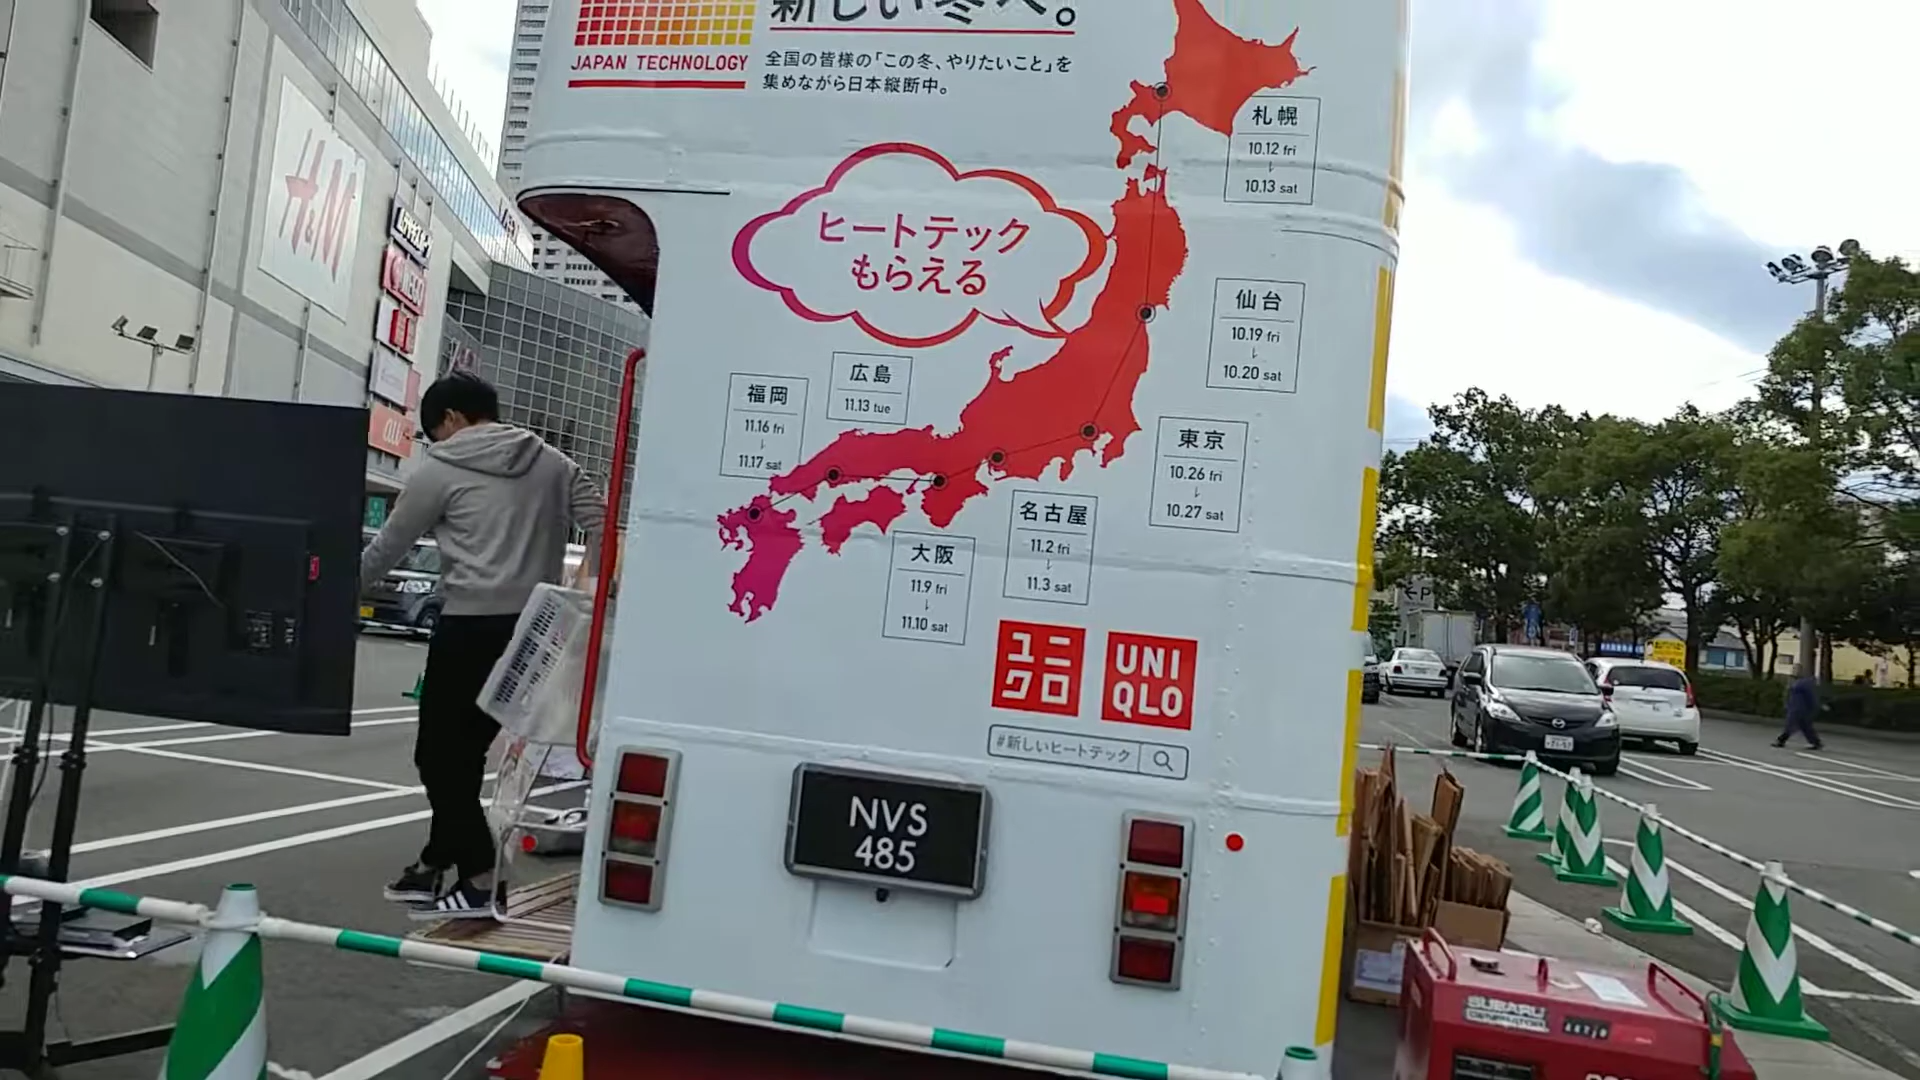 新しい冬へ。
JAPAN TECHNOLOGY
全国の皆様の「この冬、やりたいこと」を
集めながら日本縦断中。
ヒートテック
もらえる
札幌
10.12 fri
↓
10.13 sat
仙台
10.19 fri
↓
10.20 sat
東京
10.26 fri
↓
10.27 sat
名古屋
11.2 fri
↓
11.3 sat
大阪
11.9 fri
↓
11.10 sat
広島
11.13 tue
福岡
11.16 fri
↓
11.17 sat
ユニ
クロ
UNI
QLO
#新しいヒートテック
NVS
485
H&M
WEGO
au
←P
SUBARU
GENERATOR